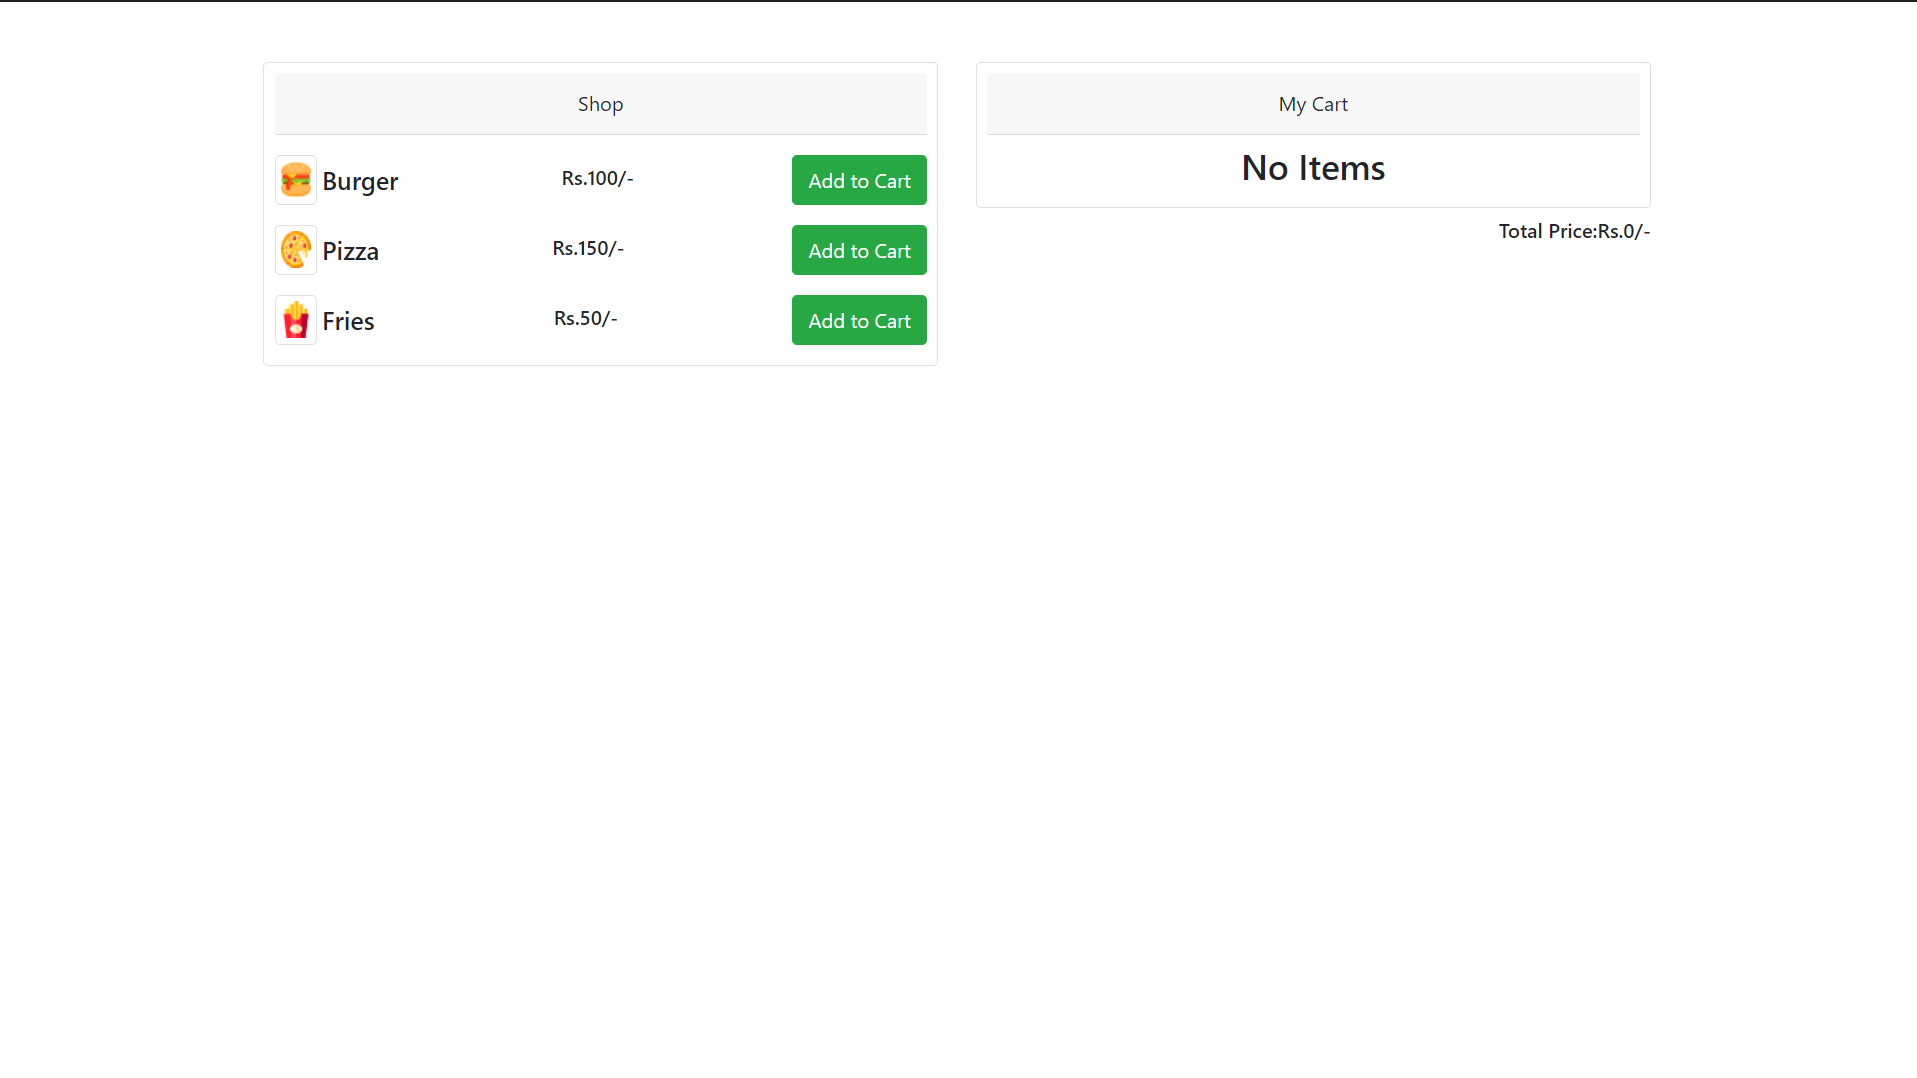 Shop
Burger Rs.100/- Add to Cart
Pizza Rs.150/- Add to Cart
Fries Rs.50/- Add to Cart
My Cart
No Items
Total Price:Rs.0/-